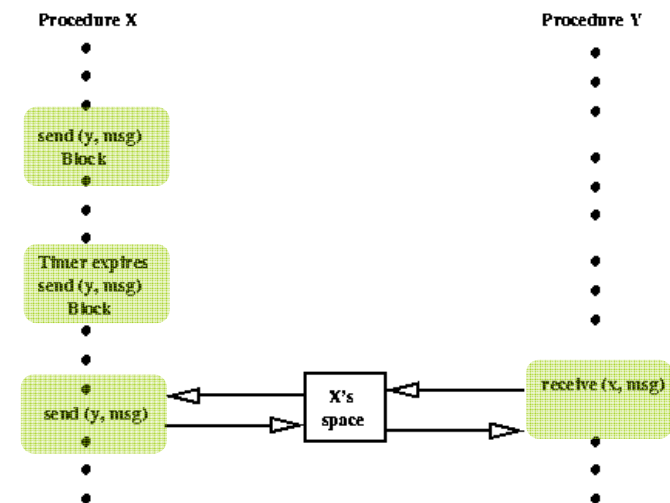 Procedure X
Procedure Y
send (y, msg)
Block
Timer expires
send (y, msg)
Block
send (y, msg)
X's
space
receive (x, msg)